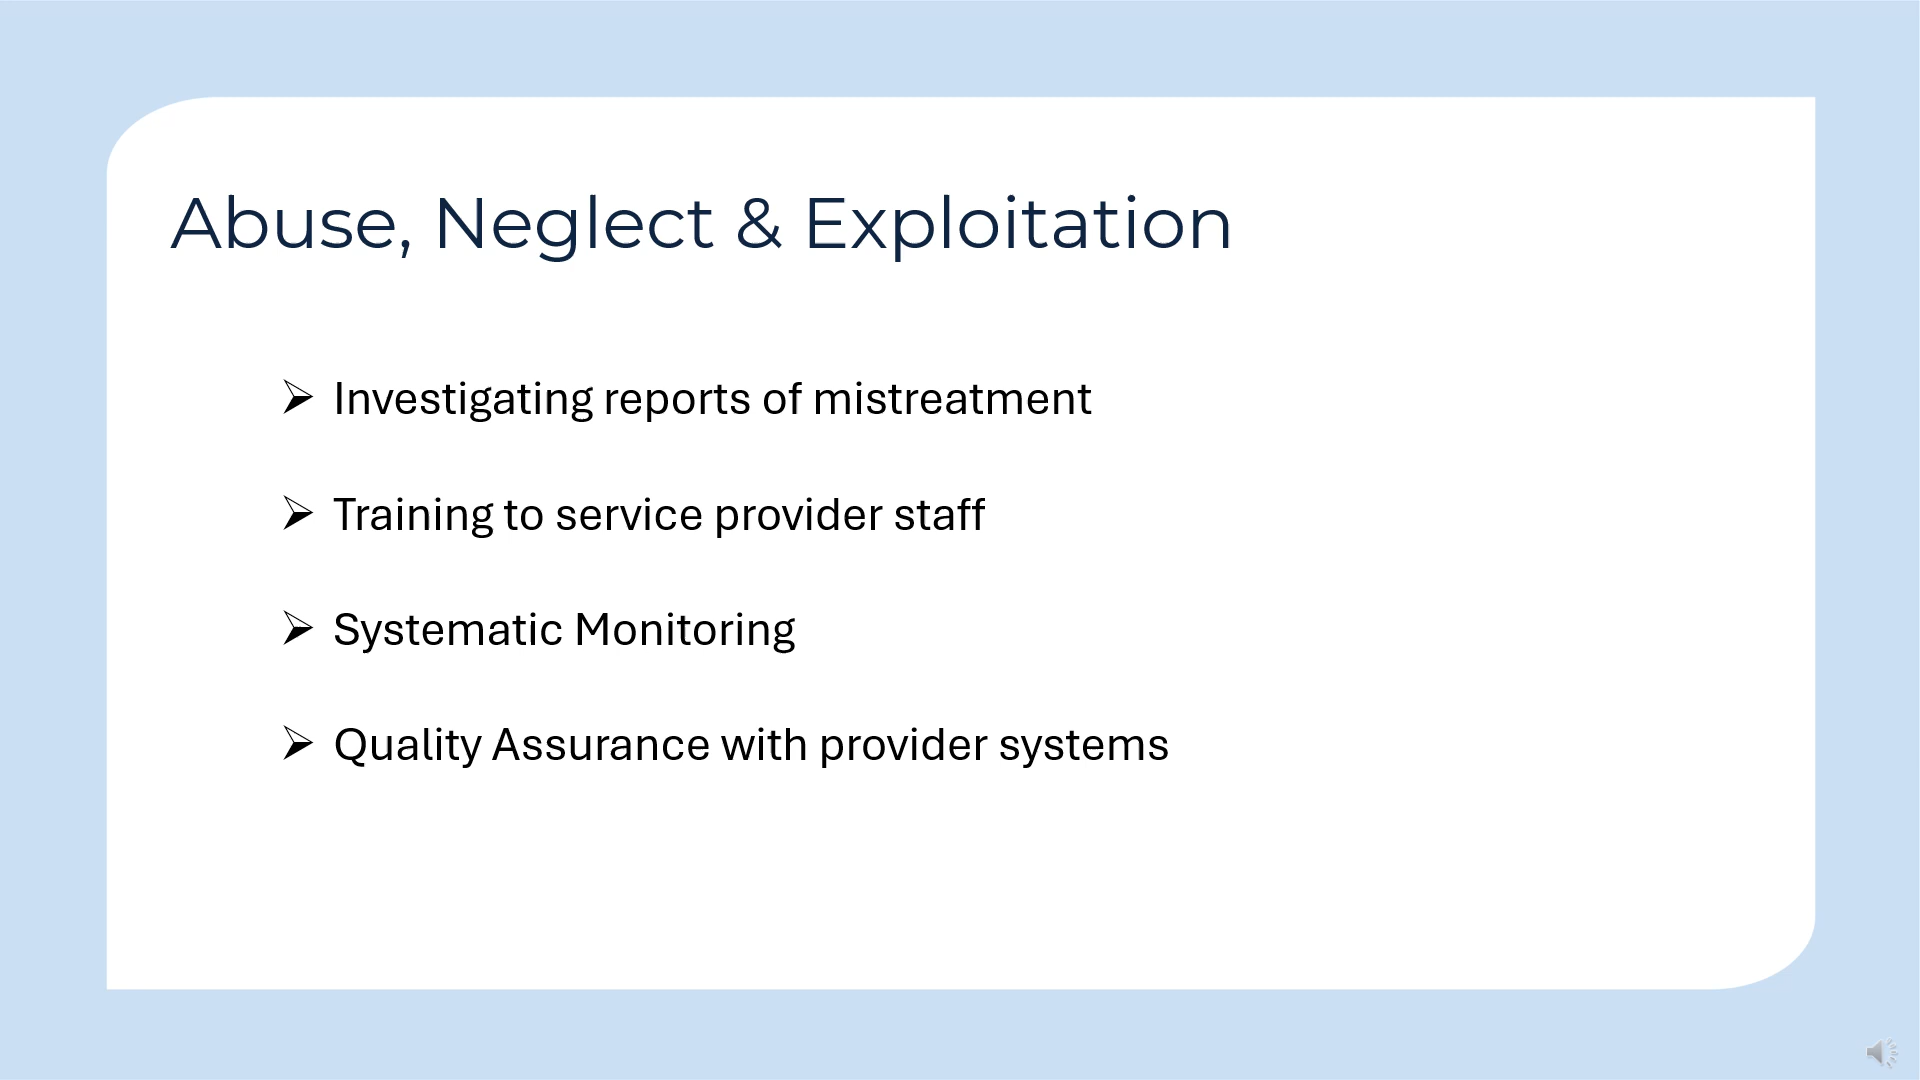 Abuse, Neglect & Exploitation
Investigating reports of mistreatment
Training to service provider staff
Systematic Monitoring
Quality Assurance with provider systems